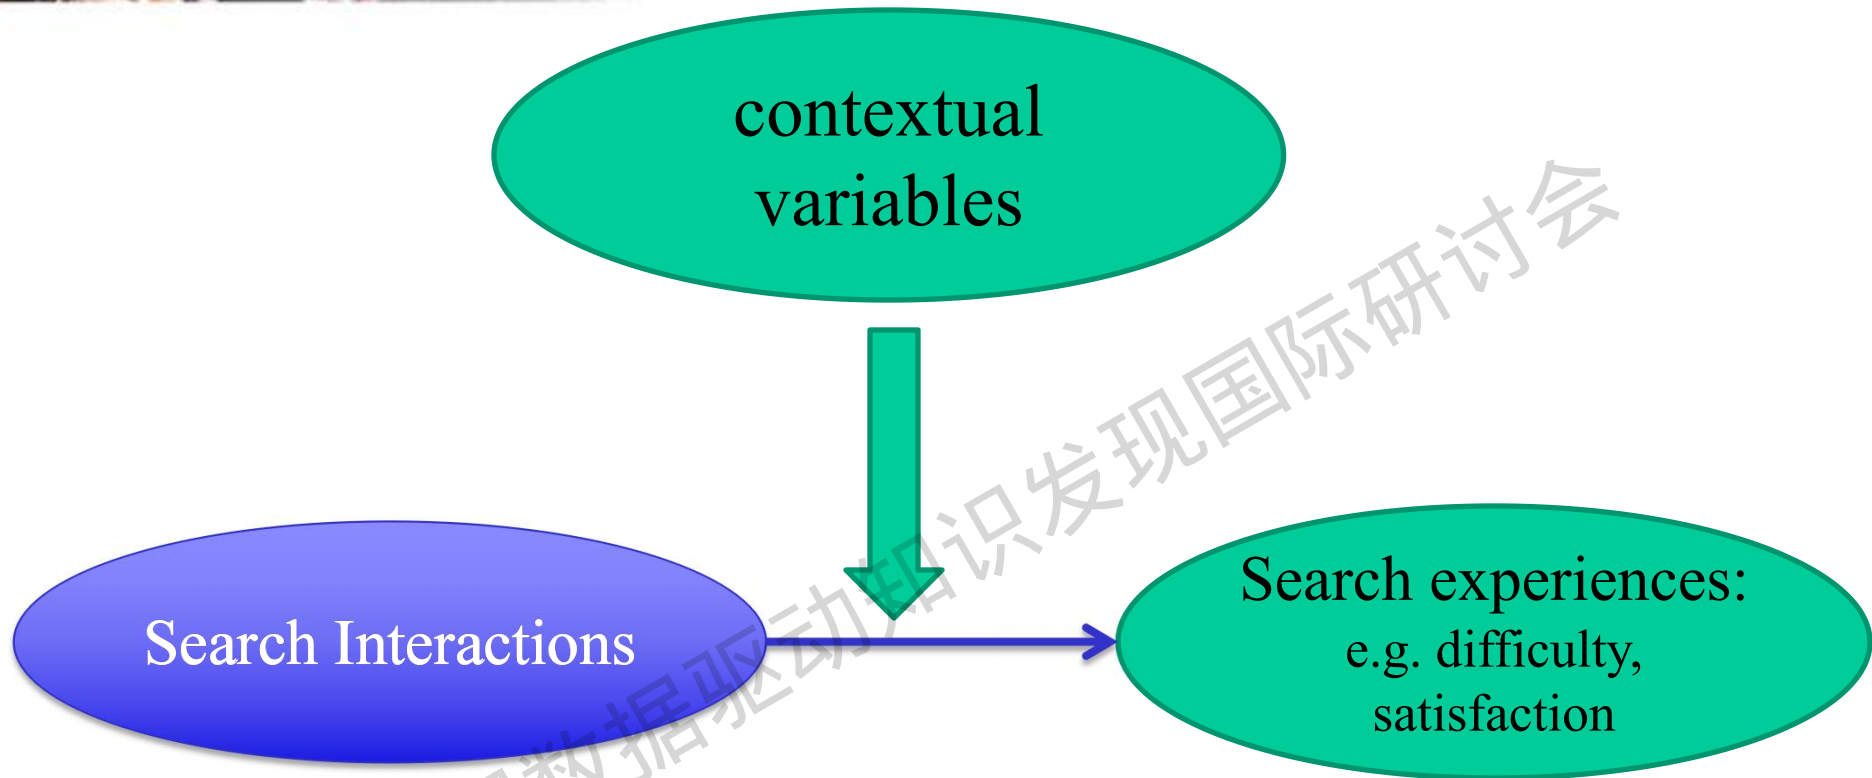 contextual
variables
Search Interactions
Search experiences:
e.g. difficulty,
satisfaction
数据驱动知识发现国际研讨会